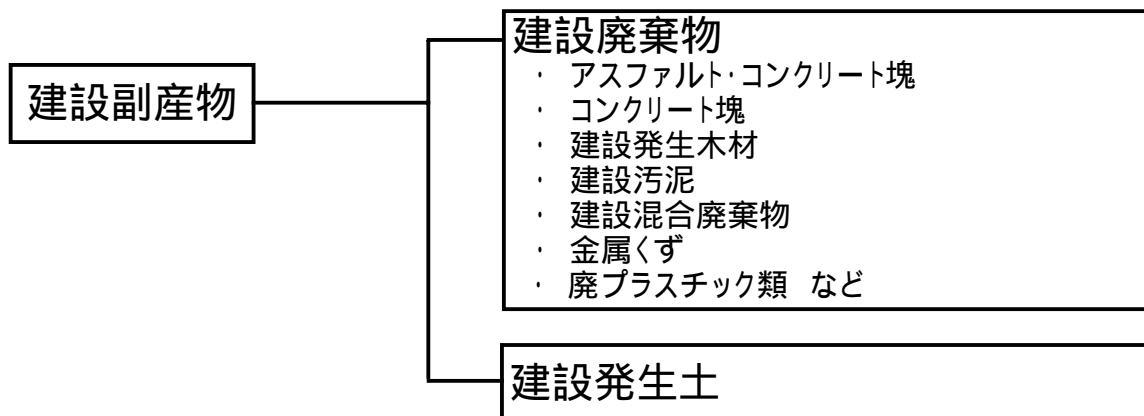 建設副産物
建設廃棄物
・ アスファルト・コンクリート塊
・ コンクリート塊
・ 建設発生木材
・ 建設汚泥
・ 建設混合廃棄物
・ 金属くず
・ 廃プラスチック類 など
建設発生土